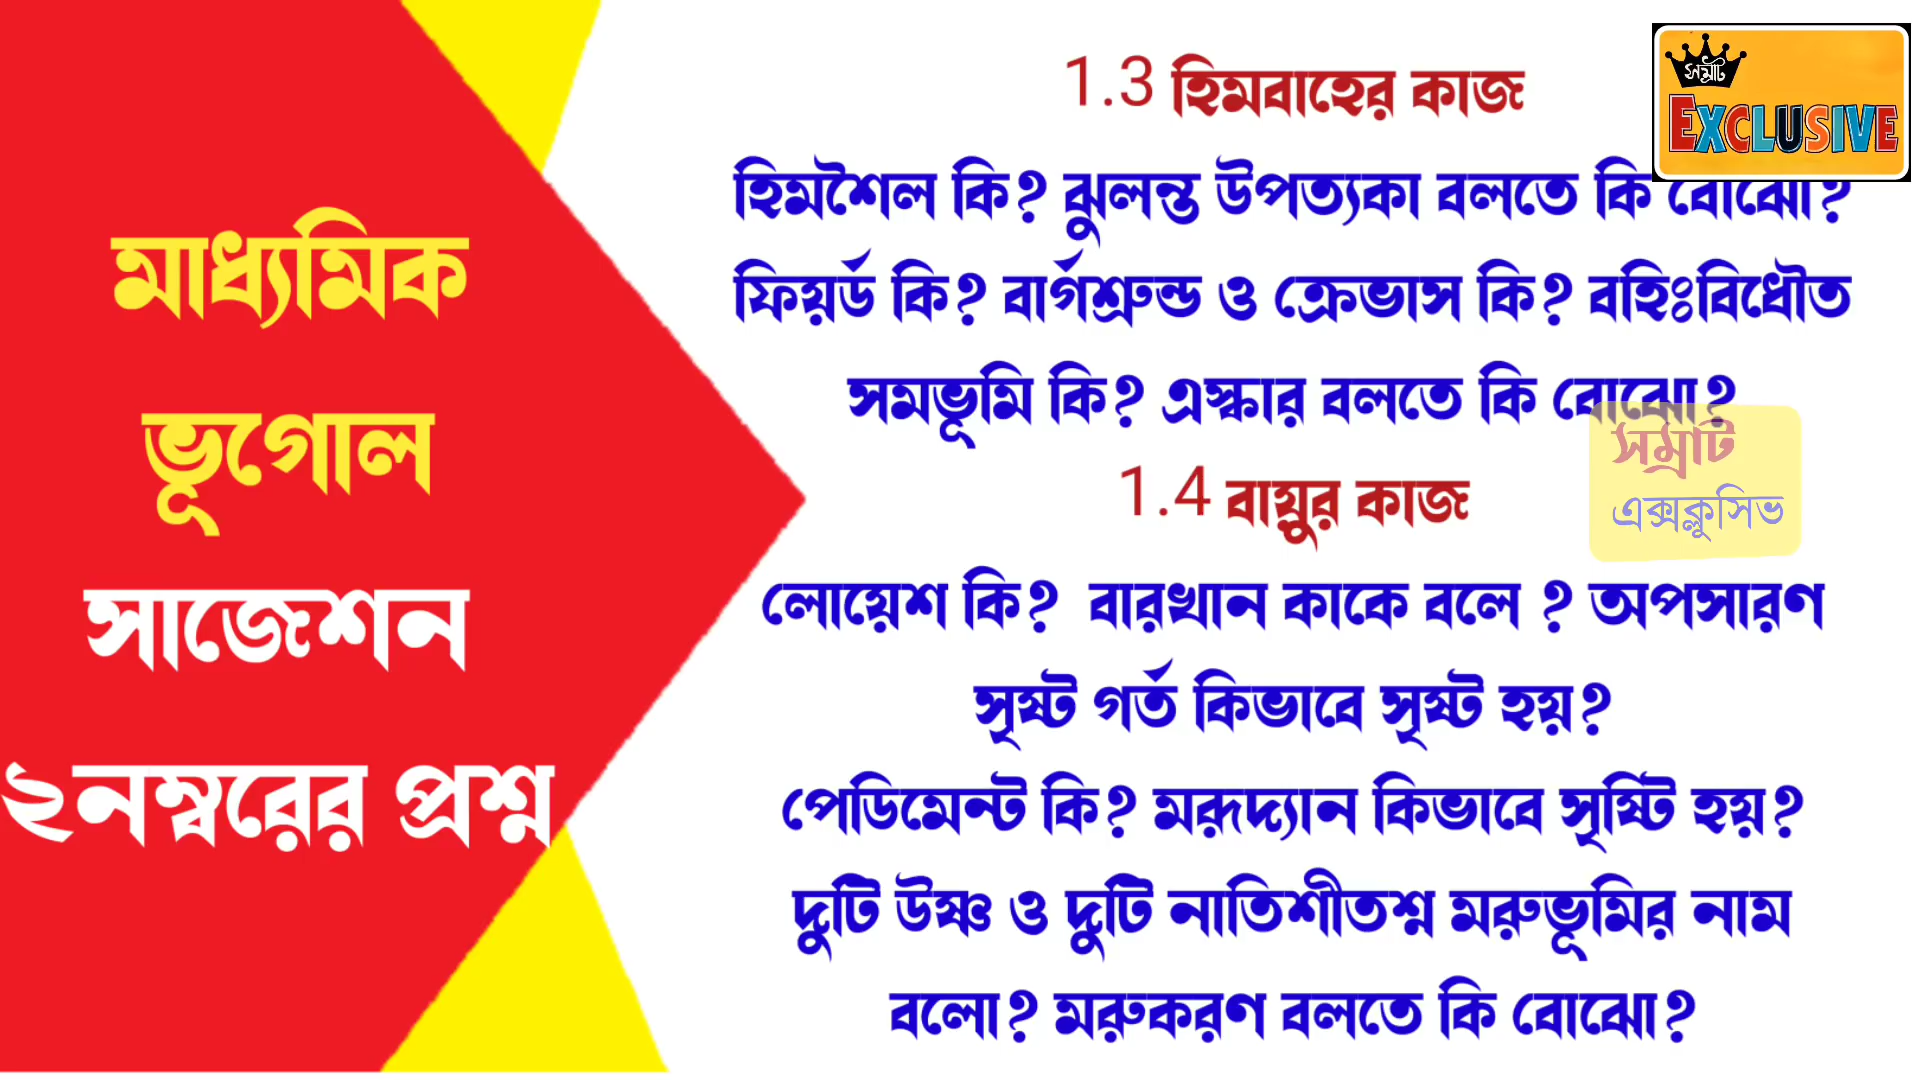 মাধ্যমিক
ভূগোল
সাজেশন
২নম্বরের প্রশ্ন
1.3 হিমবাহের কাজ
হিমশৈল কি? ঝুলন্ত উপত্যকা বলতে কি বোঝো?
ফিয়র্ড কি? বার্গশ্রুন্ড ও ক্রেভাস কি? বহিঃবিধৌত
সমভূমি কি? এস্কার বলতে কি বোঝো?
1.4 বায়ুর কাজ
লোয়েশ কি? বারখান কাকে বলে ? অপসারণ
সৃষ্ট গর্ত কিভাবে সৃষ্ট হয়?
পেডিমেন্ট কি? মরূদ্যান কিভাবে সৃষ্টি হয়?
দুটি উষ্ণ ও দুটি নাতিশীতশ্ন মরুভূমির নাম
বলো? মরুকরণ বলতে কি বোঝো?
সম্রাট
EXCLUSIVE
সম্রাট
এক্সক্লুসিভ